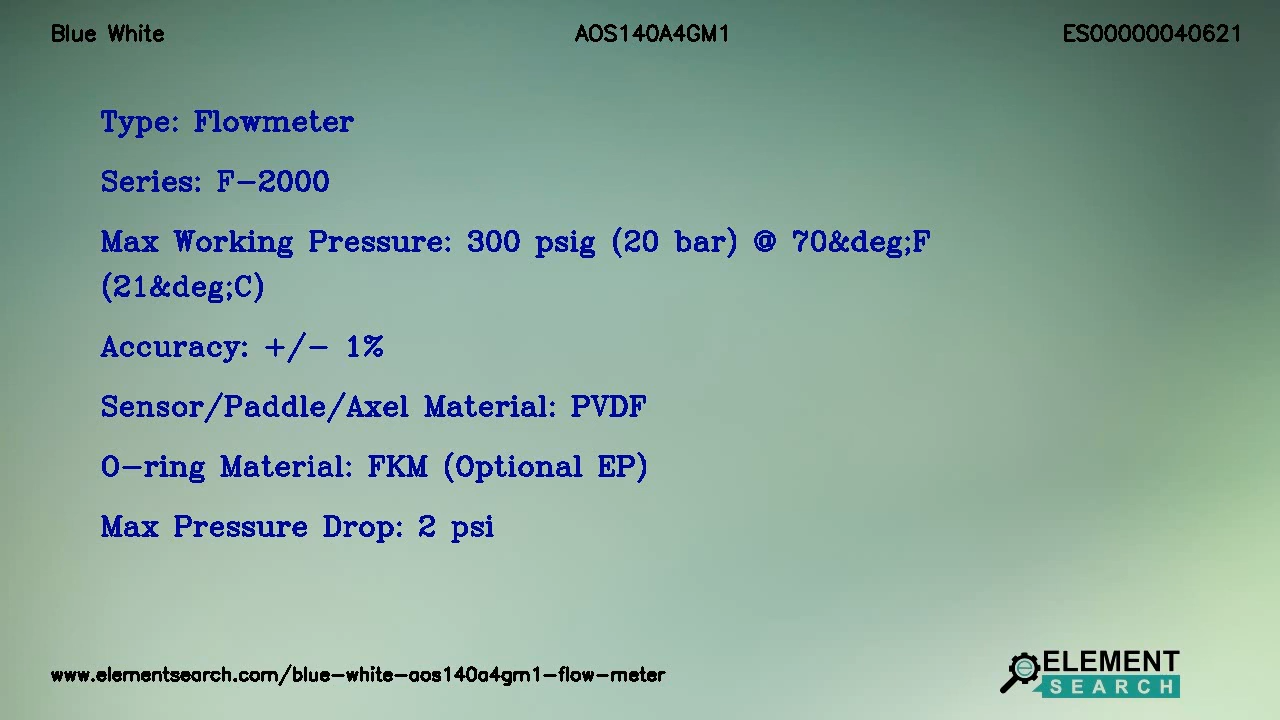 Blue White AOS140A4GM1 ES00000040621
Type: Flowmeter
Series: F-2000
Max Working Pressure: 300 psig (20 bar) @ 70&deg;F
(21&deg;C)
Accuracy: +/- 1%
Sensor/Paddle/Axel Material: PVDF
O-ring Material: FKM (Optional EP)
Max Pressure Drop: 2 psi
www.elementsearch.com/blue-white-aos140a4gm1-flow-meter
e ELEMENT
SEARCH